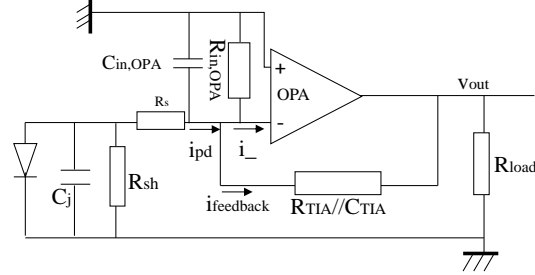 Cin,OPA
Rin,OPA
+
OPA
-
vout
Rs
ipd
i_
Cj
Rsh
ifeedback
RTIA//CTIA
Rload